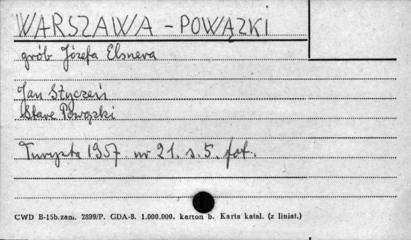 WARSZAWA - POWĄZKI
grób Józefa Elsnera
Jan Styczeń
Stare Powązki
Turysta 1957 nr 21. s. 5. fot.
CWD B-15b.zam. 2899/P. GDA-8. 1.000.000. karton b. Karta katal. (z liniat.)